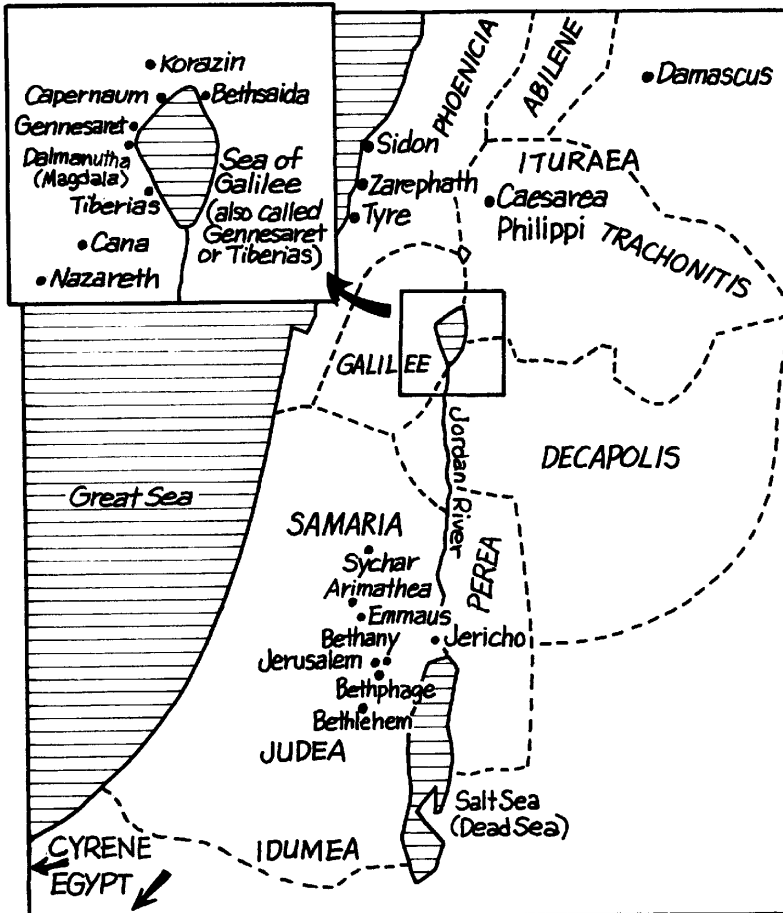 Korazin
Capernaum
Bethsaida
Gennesaret
Dalmanutha
(Magdala)
Tiberias
Cana
Nazareth
Sea of
Galilee
(also called
Gennesaret
or Tiberias)
PHOENICIA
ABILENE
Damascus
Sidon
Zarephath
Tyre
ITURAEA
Caesarea
Philippi
TRACHONITIS
GALILEE
Jordan River
DECAPOLIS
Great Sea
SAMARIA
Sychar
Arimathea
Emmaus
PEREA
Bethany
Jericho
Jerusalem
Bethphage
Bethlehem
JUDEA
Salt Sea
(Dead Sea)
IDUMEA
CYRENE
EGYPT